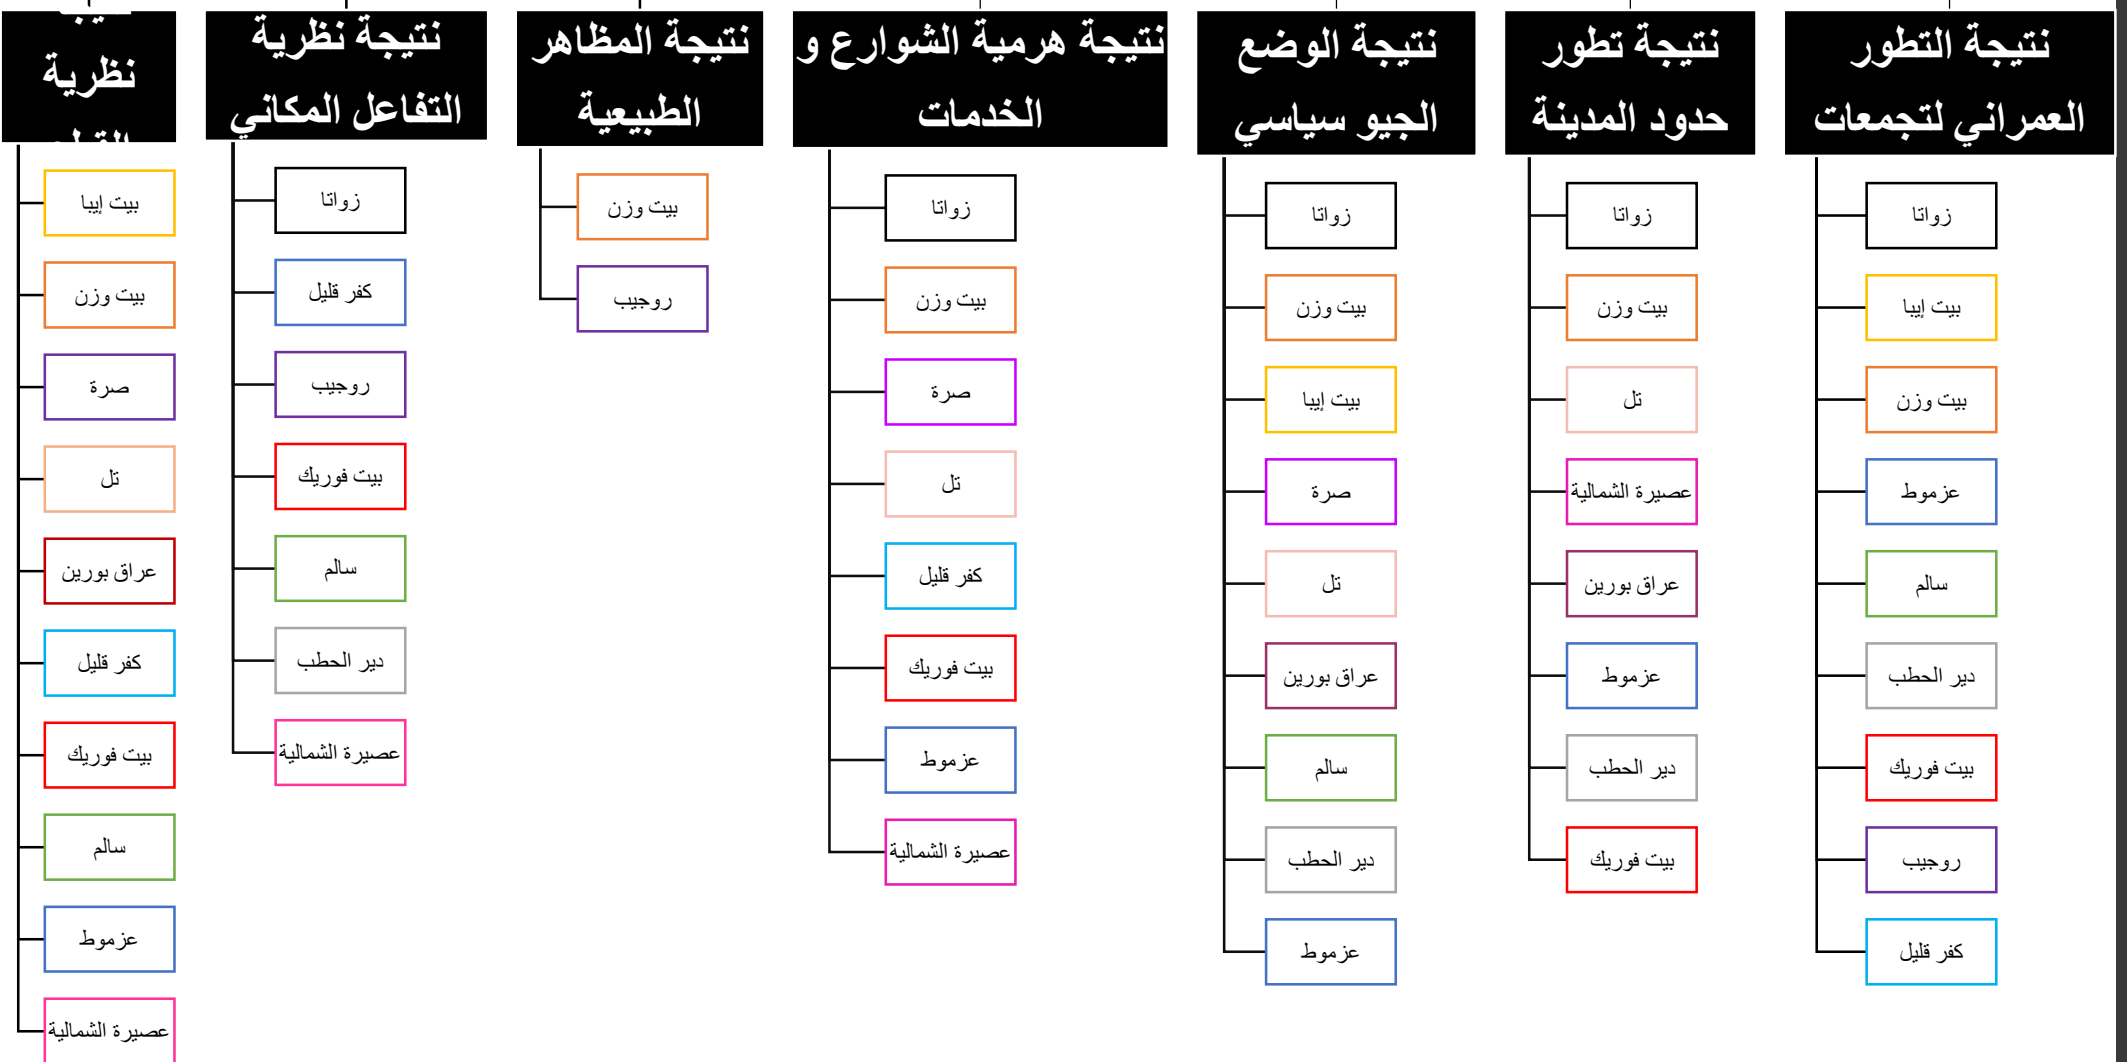 نتيجة التطور
العمراني لتجمعات
زواتا
بيت إيبا
بيت وزن
عزموط
سالم
دير الحطب
بيت فوريك
روجيب
كفر قليل
نتيجة تطور
حدود المدينة
زواتا
بيت وزن
تل
عصيرة الشمالية
عراق بورين
عزموط
دير الحطب
بيت فوريك
نتيجة الوضع
الجيو سياسي
زواتا
بيت وزن
بيت إيبا
صرة
تل
عراق بورين
سالم
دير الحطب
عزموط
نتيجة هرمية الشوارع و
الخدمات
زواتا
بيت وزن
صرة
تل
كفر قليل
بيت فوريك
عزموط
عصيرة الشمالية
نتيجة المظاهر
الطبيعية
بيت وزن
روجيب
نتيجة نظرية
التفاعل المكاني
زواتا
كفر قليل
روجيب
بيت فوريك
سالم
دير الحطب
عصيرة الشمالية
نظرية
بيت إيبا
بيت وزن
صرة
تل
عراق بورين
كفر قليل
بيت فوريك
سالم
عزموط
عصيرة الشمالية